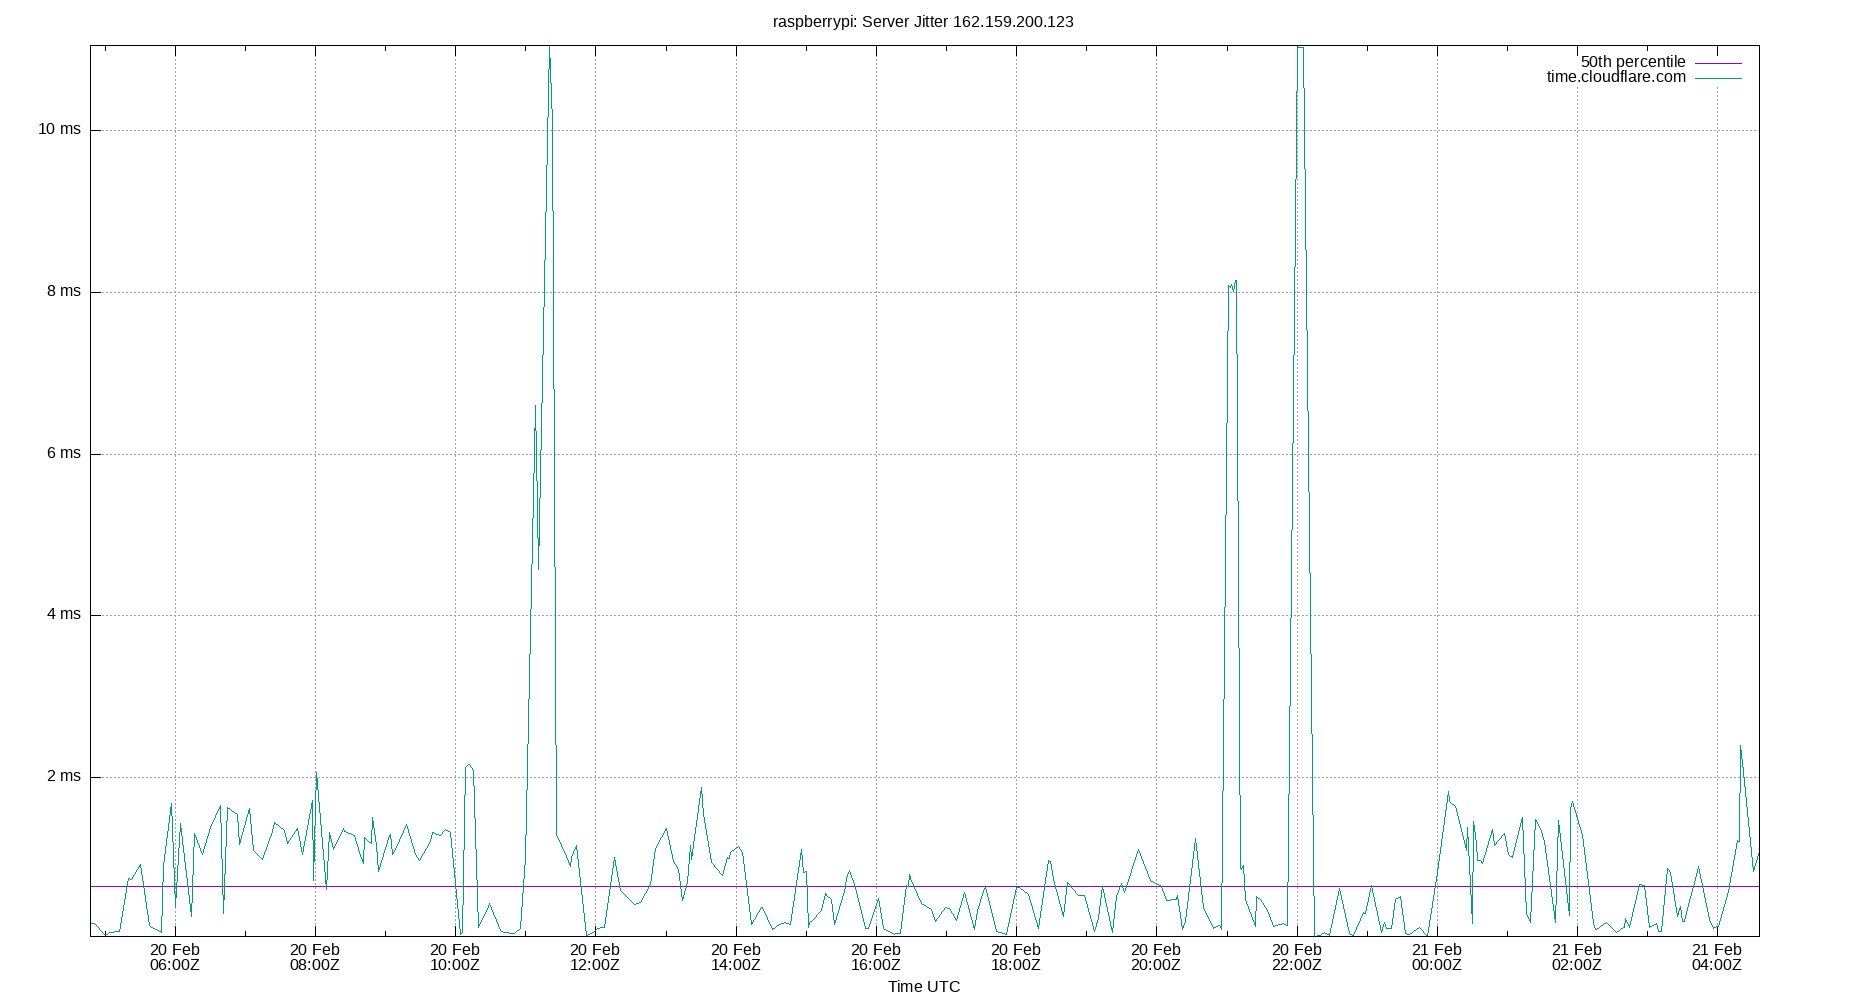 raspberrypi: Server Jitter 162.159.200.123
50th percentile
time.cloudflare.com
10 ms
8 ms
6 ms
4 ms
2 ms
20 Feb 20 Feb 20 Feb 20 Feb 20 Feb 20 Feb 20 Feb 20 Feb 20 Feb 21 Feb 21 Feb 21 Feb
06:00Z 08:00Z 10:00Z 12:00Z 14:00Z 16:00Z 18:00Z 20:00Z 22:00Z 00:00Z 02:00Z 04:00Z
Time UTC